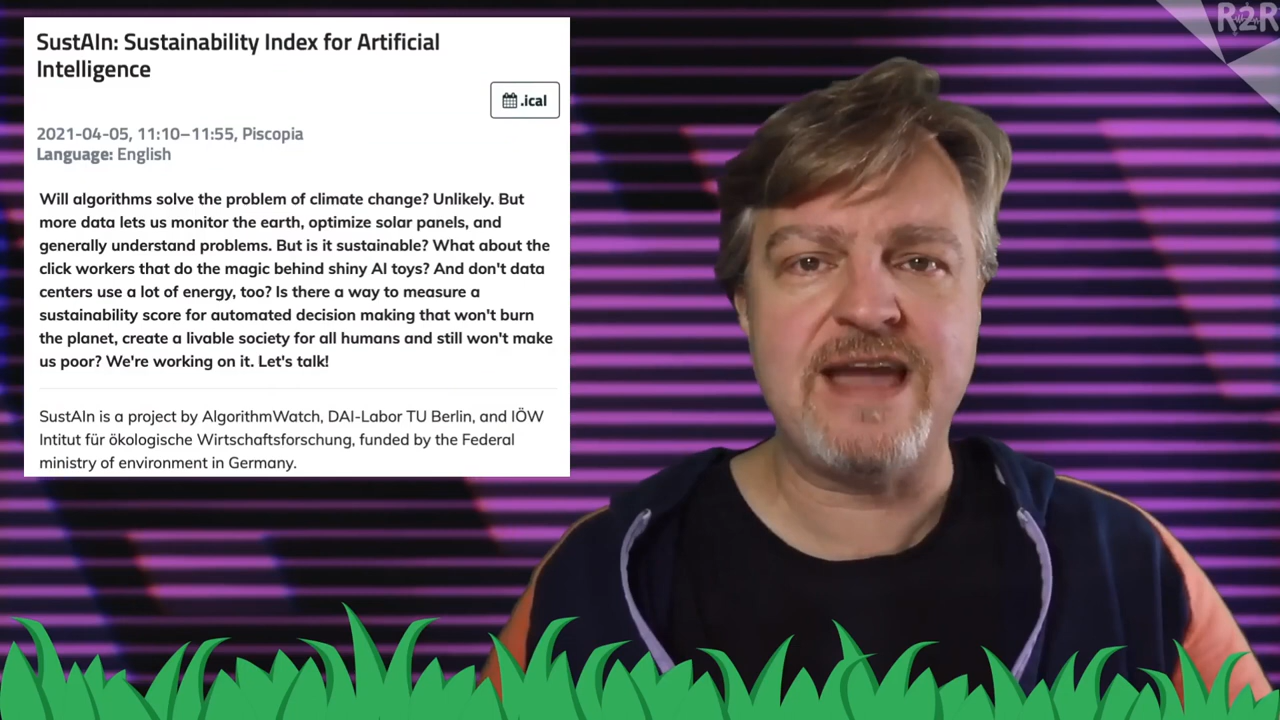 SustAIn: Sustainability Index for Artificial
Intelligence
.ical
2021-04-05, 11:10–11:55, Piscopia
Language: English
Will algorithms solve the problem of climate change? Unlikely. But
more data lets us monitor the earth, optimize solar panels, and
generally understand problems. But is it sustainable? What about the
click workers that do the magic behind shiny AI toys? And don't data
centers use a lot of energy, too? Is there a way to measure a
sustainability score for automated decision making that won't burn
the planet, create a livable society for all humans and still won't make
us poor? We're working on it. Let's talk!
SustAIn is a project by AlgorithmWatch, DAI-Labor TU Berlin, and IÖW
Intitut für ökologische Wirtschaftsforschung, funded by the Federal
ministry of environment in Germany.
R2R